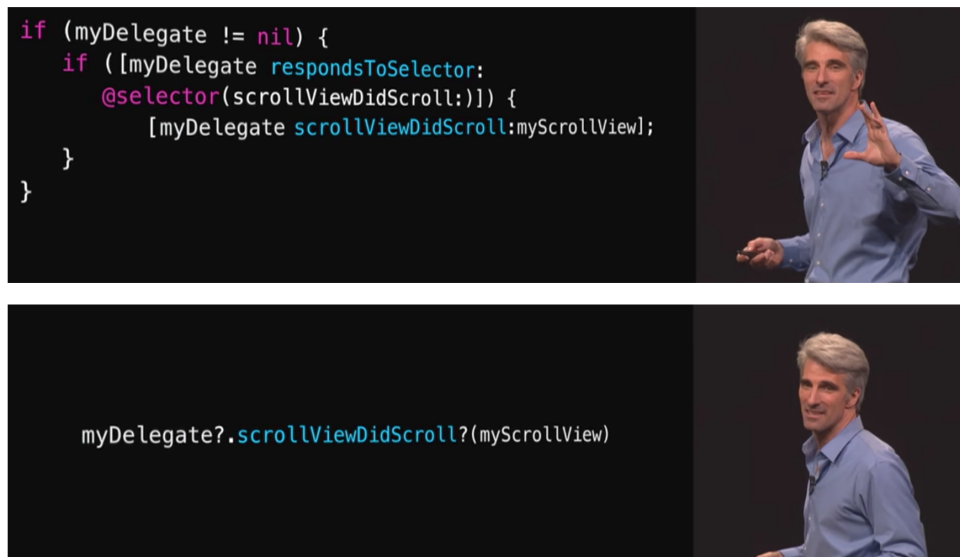 if (myDelegate != nil) {
if ([myDelegate respondsToSelector:
@selector(scrollViewDidScroll:)]) {
[myDelegate scrollViewDidScroll:myScrollView];
}
}
myDelegate?.scrollViewDidScroll?(myScrollView)